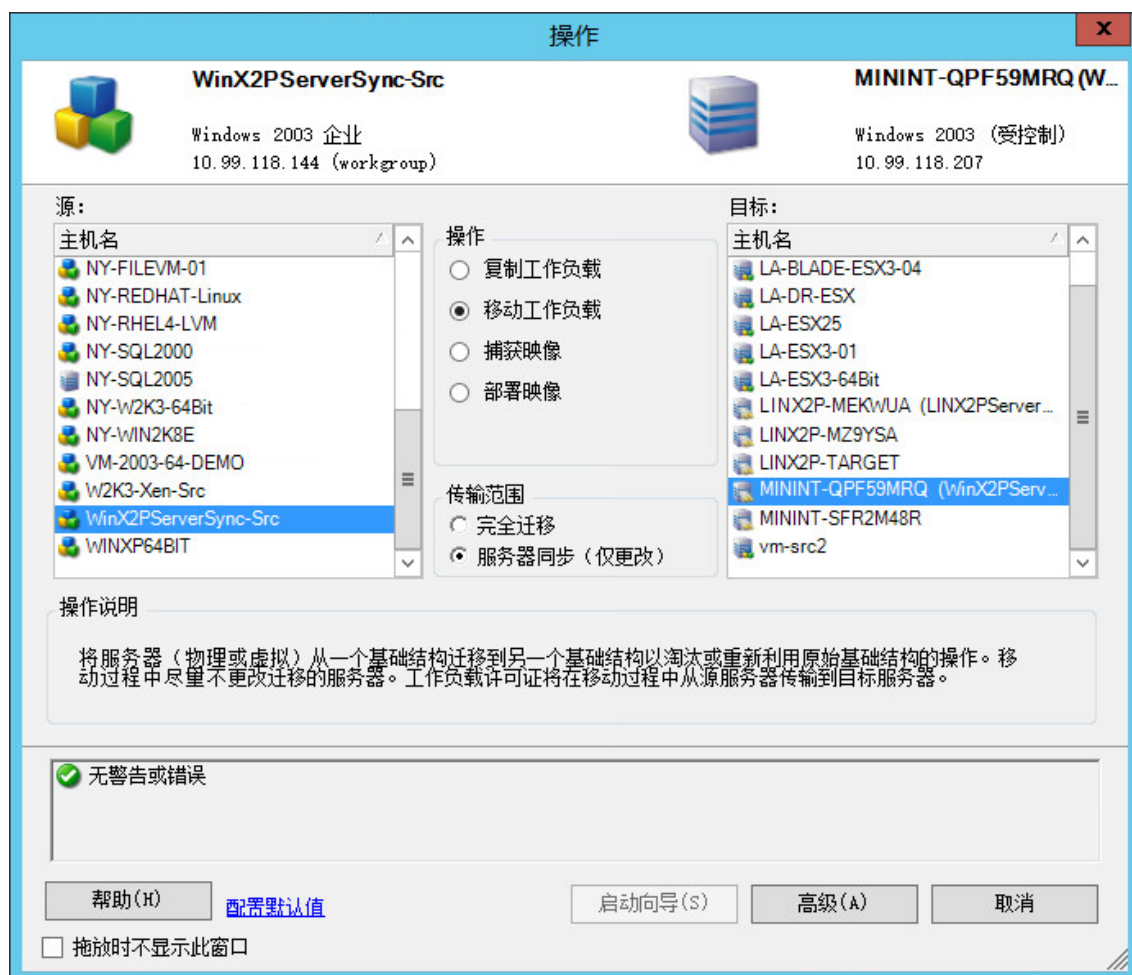 操作
x
WinX2PServerSync-Src
Windows 2003 企业
10.99.118.144 (workgroup)
MININT-QPF59MRQ (W...
Windows 2003 (受控制)
10.99.118.207
源:
主机名
NY-FILEVM-01
NY-REDHAT-Linux
NY-RHEL4-LVM
NY-SQL2000
NY-SQL2005
NY-W2K3-64Bit
NY-WIN2K8E
VM-2003-64-DEMO
W2K3-Xen-Src
WinX2PServerSync-Src
WINXP64BIT
操作
复制工作负载
移动工作负载
捕获映像
部署映像
传输范围
完全迁移
服务器同步（仅更改）
目标:
主机名
LA-BLADE-ESX3-04
LA-DR-ESX
LA-ESX25
LA-ESX3-01
LA-ESX3-64Bit
LINX2P-MEKWUA (LINX2PServer...
LINX2P-MZ9YSA
LINX2P-TARGET
MININT-QPF59MRQ (WinX2PServ...
MININT-SFR2M48R
vm-src2
操作说明
将服务器（物理或虚拟）从一个基础结构迁移到另一个基础结构以淘汰或重新利用原始基础结构的操作。移
动过程中尽量不更改迁移的服务器。工作负载许可证将在移动过程中从源服务器传输到目标服务器。
无警告或错误
帮助(H)
配置默认值
启动向导(S)
高级(A)
取消
拖放时不显示此窗口